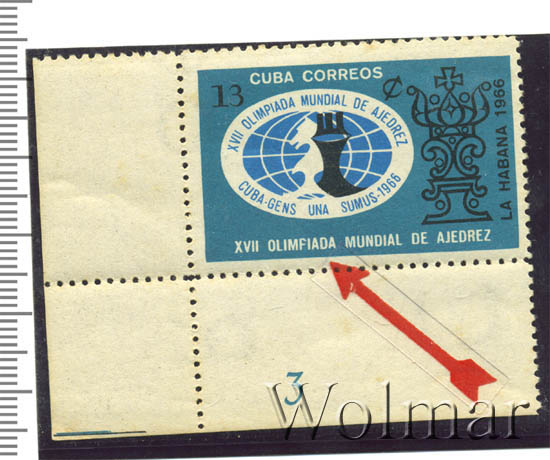 CUBA CORREOS
13 ¢
XVII OLIMPIADA MUNDIAL DE AJEDREZ
CUBA-GENS UNA SUMUS-1966
LA HABANA 1966
XVII OLIMFIADA MUNDIAL DE AJEDREZ
3
Wolmar